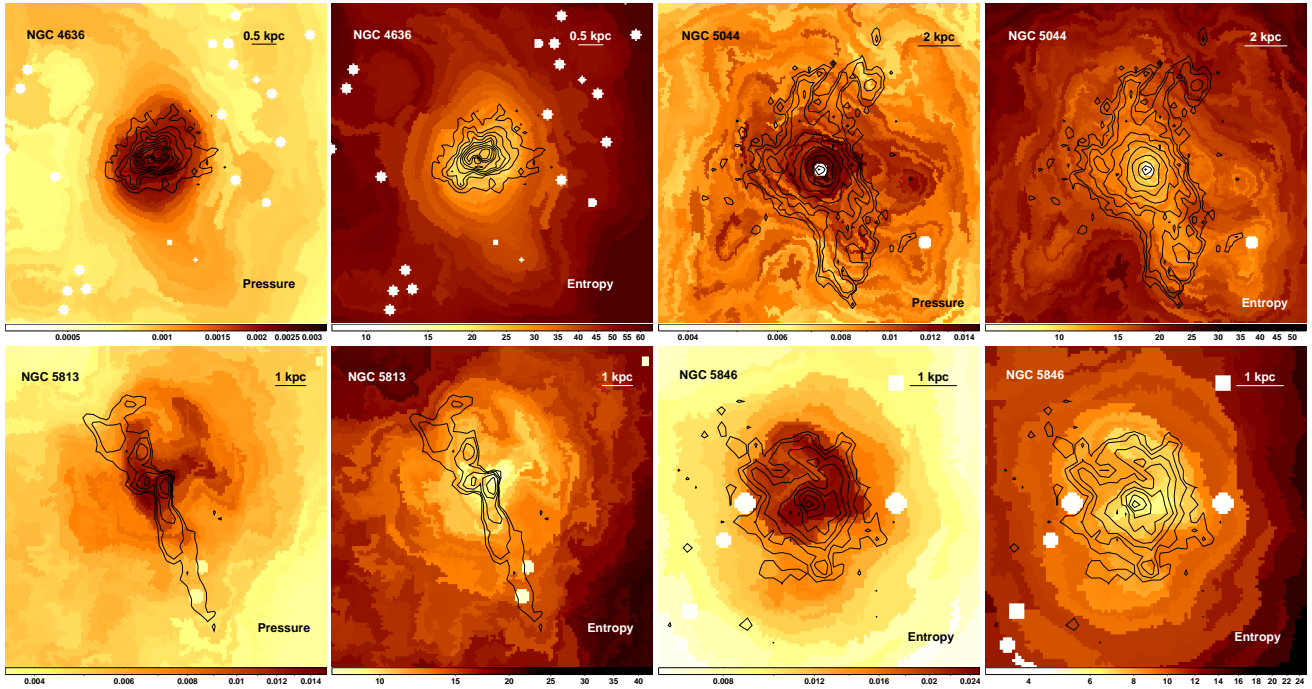 NGC 4636 0.5 kpc
Pressure
0.0005 0.001 0.0015 0.002 0.0025 0.003
NGC 4636 0.5 kpc
Entropy
10 15 20 25 30 35 40 45 50 55 60
NGC 5044 2 kpc
Pressure
0.004 0.006 0.008 0.01 0.012 0.014
NGC 5044 2 kpc
Entropy
10 15 20 25 30 35 40 45 50
NGC 5813 1 kpc
Pressure
0.004 0.006 0.008 0.01 0.012 0.014
NGC 5813 1 kpc
Entropy
10 15 20 25 30 35 40
NGC 5846 1 kpc
Entropy
0.008 0.012 0.016 0.02 0.024
NGC 5846 1 kpc
Entropy
4 6 8 10 12 14 16 18 20 22 24